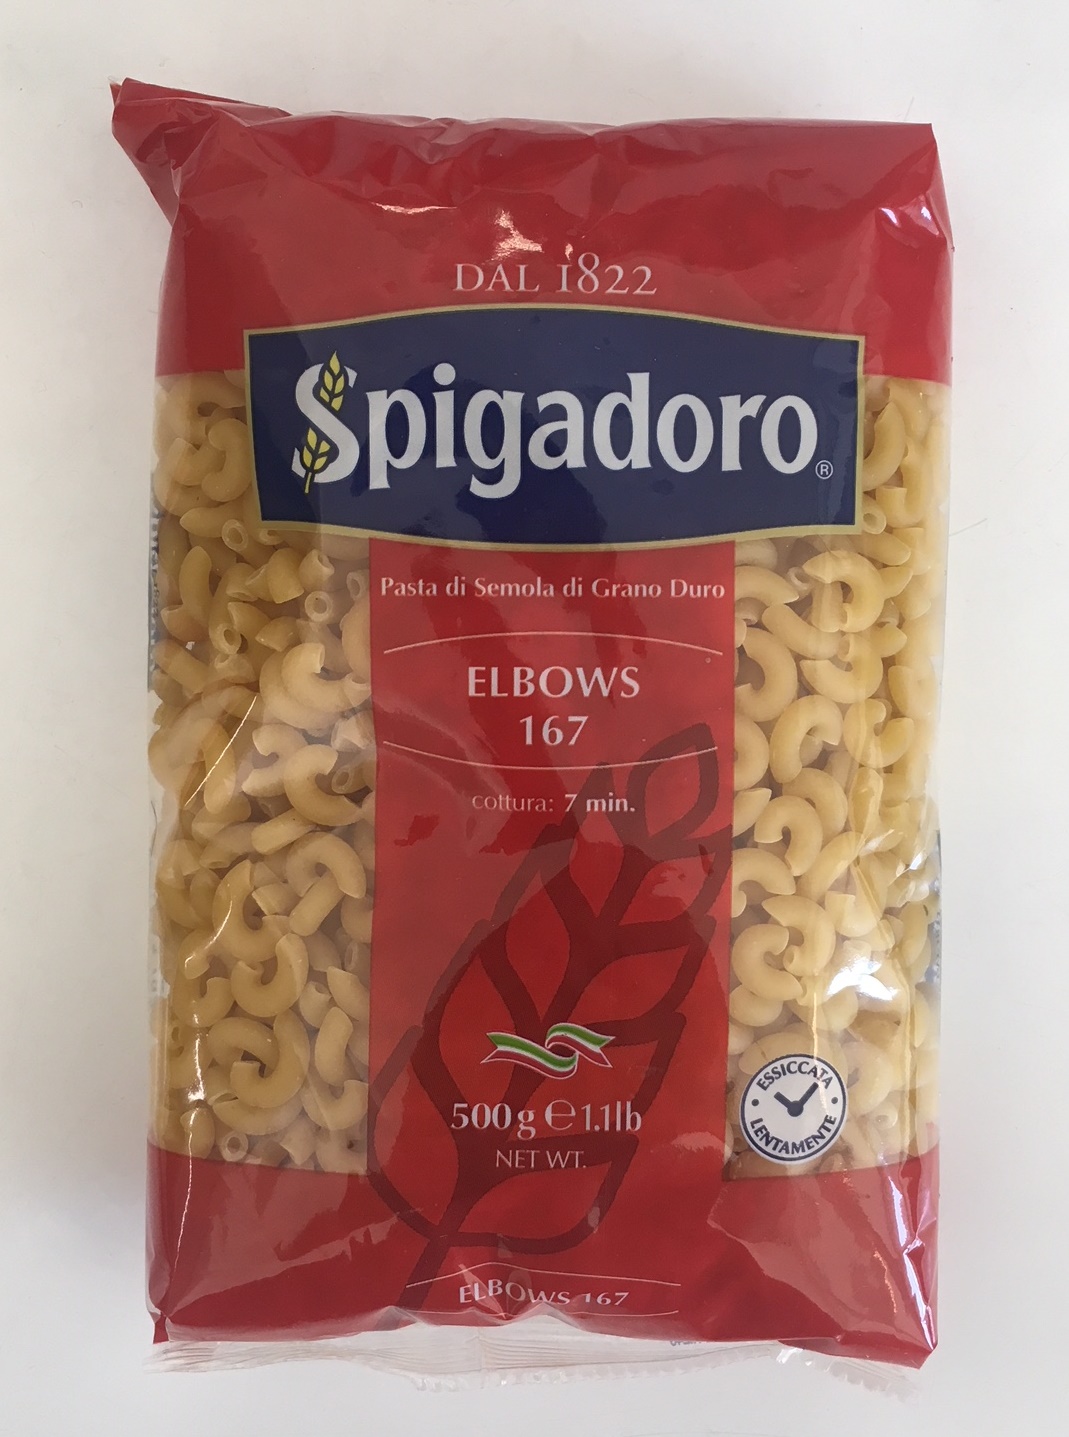 DAL 1822
Spigadoro®
Pasta di Semola di Grano Duro
ELBOWS
167
cottura: 7 min.
500 g ℮ 1.1lb
NET WT.
ESSICCATA
LENTAMENTE
ELBOWS 167